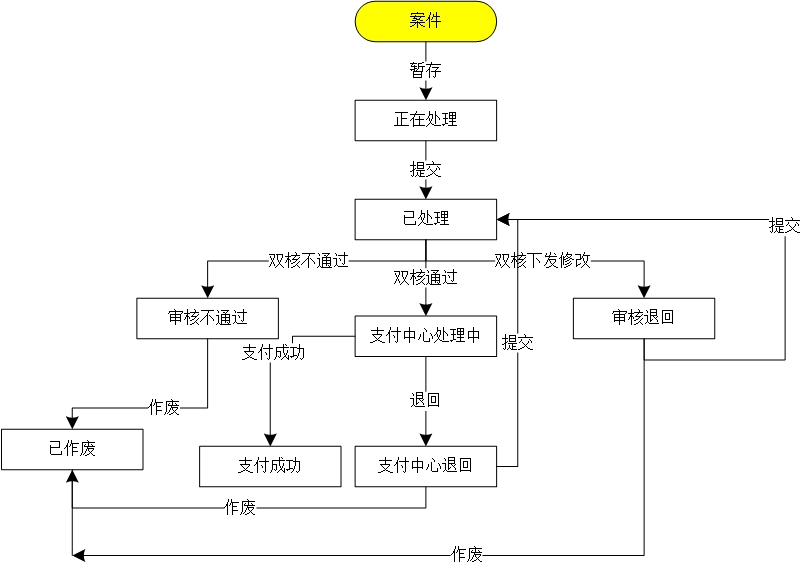 案件
暂存
正在处理
提交
已处理
提交
双核不通过
双核通过
双核下发修改
审核不通过
支付中心处理中
审核退回
支付成功
提交
退回
作废
已作废
支付成功
支付中心退回
作废
作废